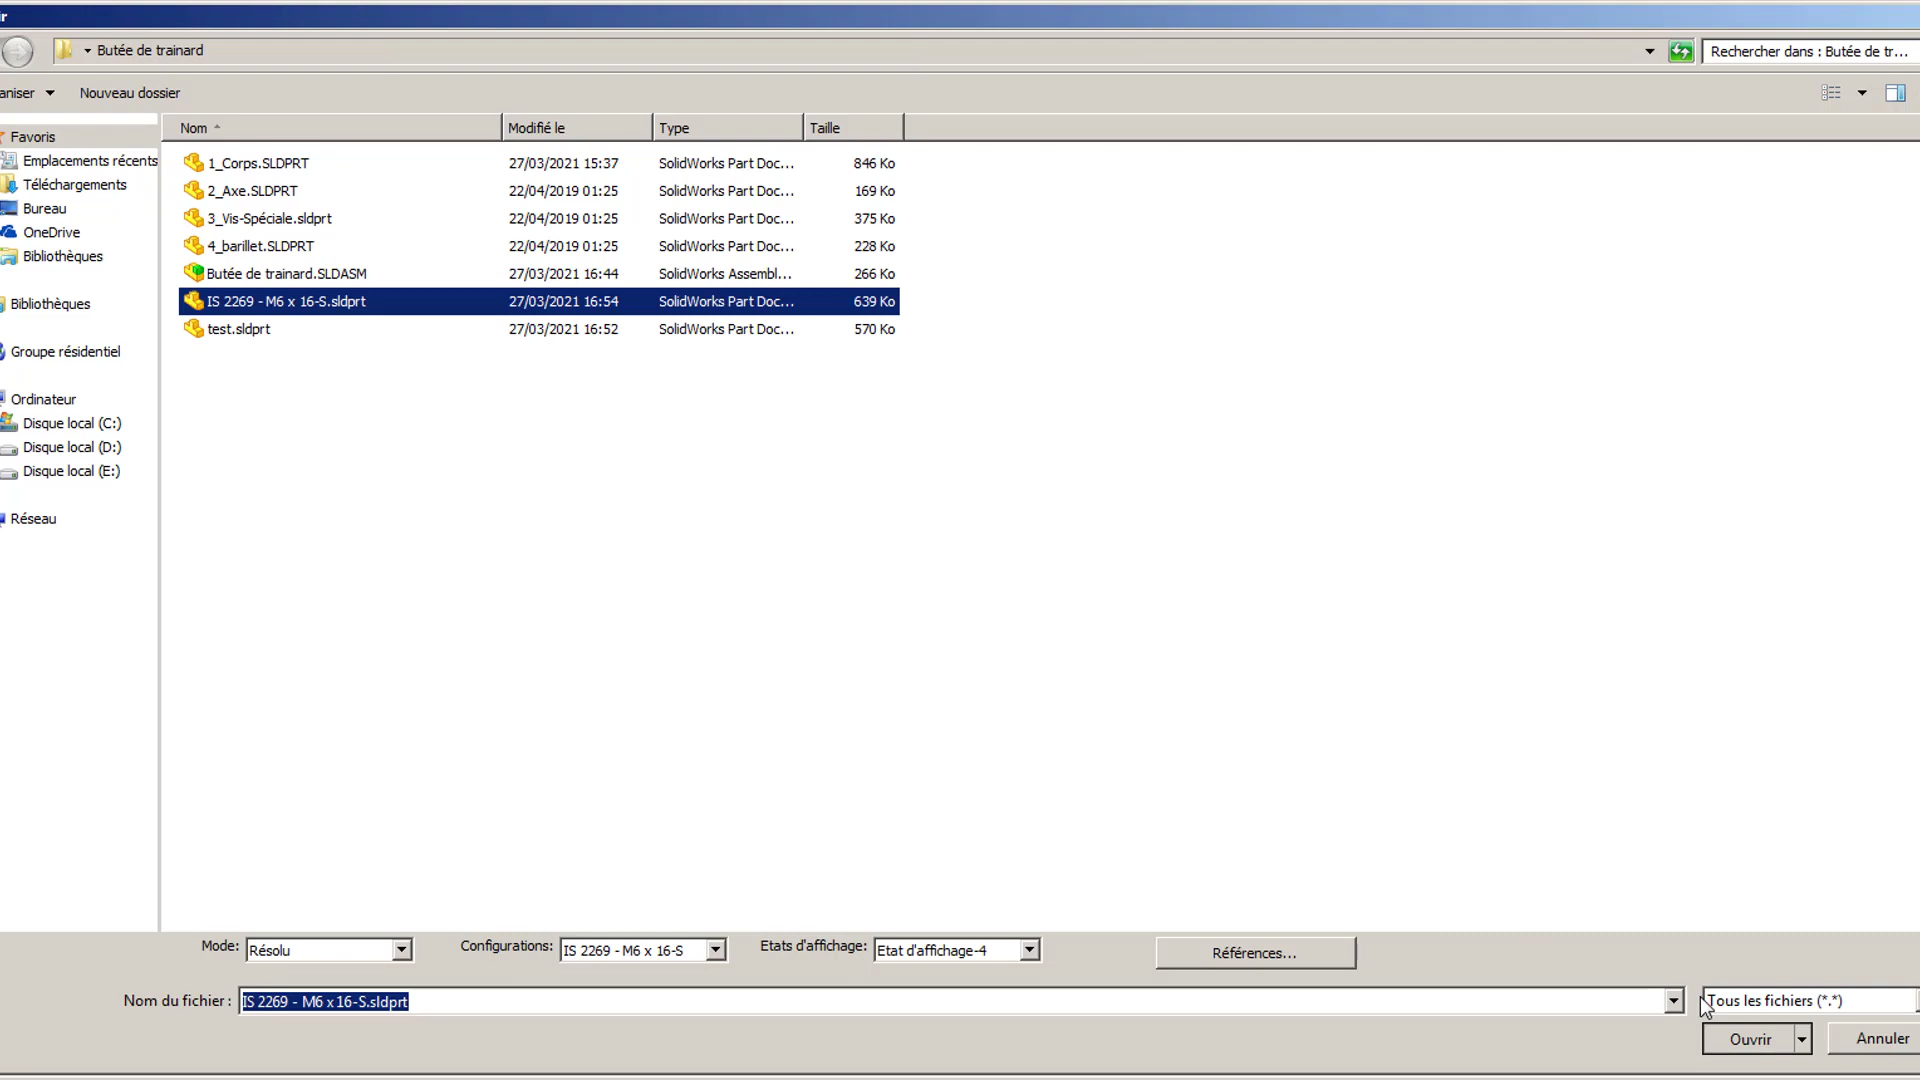 ir
Butée de trainard
Rechercher dans : Butée de tr...
aniser
Nouveau dossier
Nom
Modifié le
Type
Taille
Favoris
Emplacements récents
Téléchargements
Bureau
OneDrive
Bibliothèques
Bibliothèques
Groupe résidentiel
Ordinateur
Disque local (C:)
Disque local (D:)
Disque local (E:)
Réseau
1_Corps.SLDPRT 27/03/2021 15:37 SolidWorks Part Doc... 846 Ko
2_Axe.SLDPRT 22/04/2019 01:25 SolidWorks Part Doc... 169 Ko
3_Vis-Spéciale.sldprt 22/04/2019 01:25 SolidWorks Part Doc... 375 Ko
4_barillet.SLDPRT 22/04/2019 01:25 SolidWorks Part Doc... 228 Ko
Butée de trainard.SLDASM 27/03/2021 16:44 SolidWorks Assembl... 266 Ko
IS 2269 - M6 x 16-S.sldprt 27/03/2021 16:54 SolidWorks Part Doc... 639 Ko
test.sldprt 27/03/2021 16:52 SolidWorks Part Doc... 570 Ko
Mode: Résolu Configurations: IS 2269 - M6 x 16-S Etats d'affichage: Etat d'affichage-4 Références...
Nom du fichier : IS 2269 - M6 x 16-S.sldprt Tous les fichiers (*.*)
Ouvrir Annuler